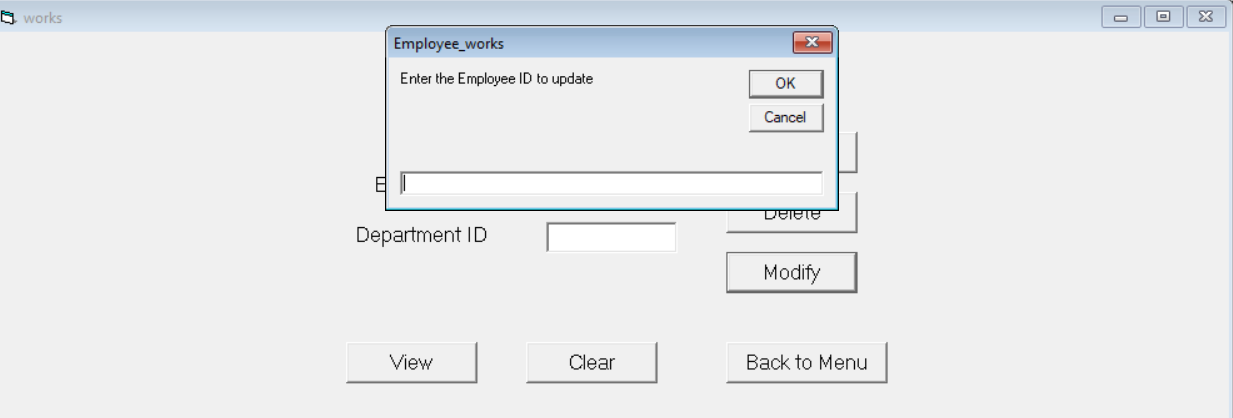 works
Employee_works
Enter the Employee ID to update
OK
Cancel
Delete
Department ID
Modify
View
Clear
Back to Menu